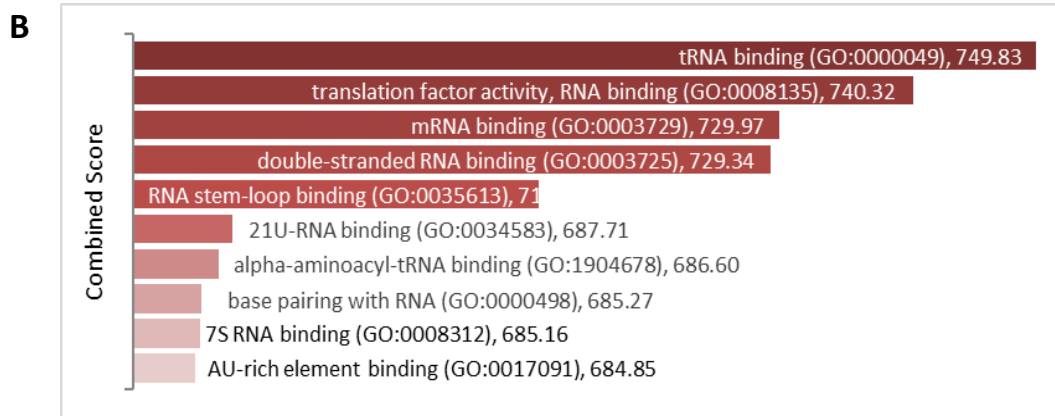 B
Combined Score
tRNA binding (GO:0000049), 749.83
translation factor activity, RNA binding (GO:0008135), 740.32
mRNA binding (GO:0003729), 729.97
double-stranded RNA binding (GO:0003725), 729.34
RNA stem-loop binding (GO:0035613), 71
21U-RNA binding (GO:0034583), 687.71
alpha-aminoacyl-tRNA binding (GO:1904678), 686.60
base pairing with RNA (GO:0000498), 685.27
7S RNA binding (GO:0008312), 685.16
AU-rich element binding (GO:0017091), 684.85